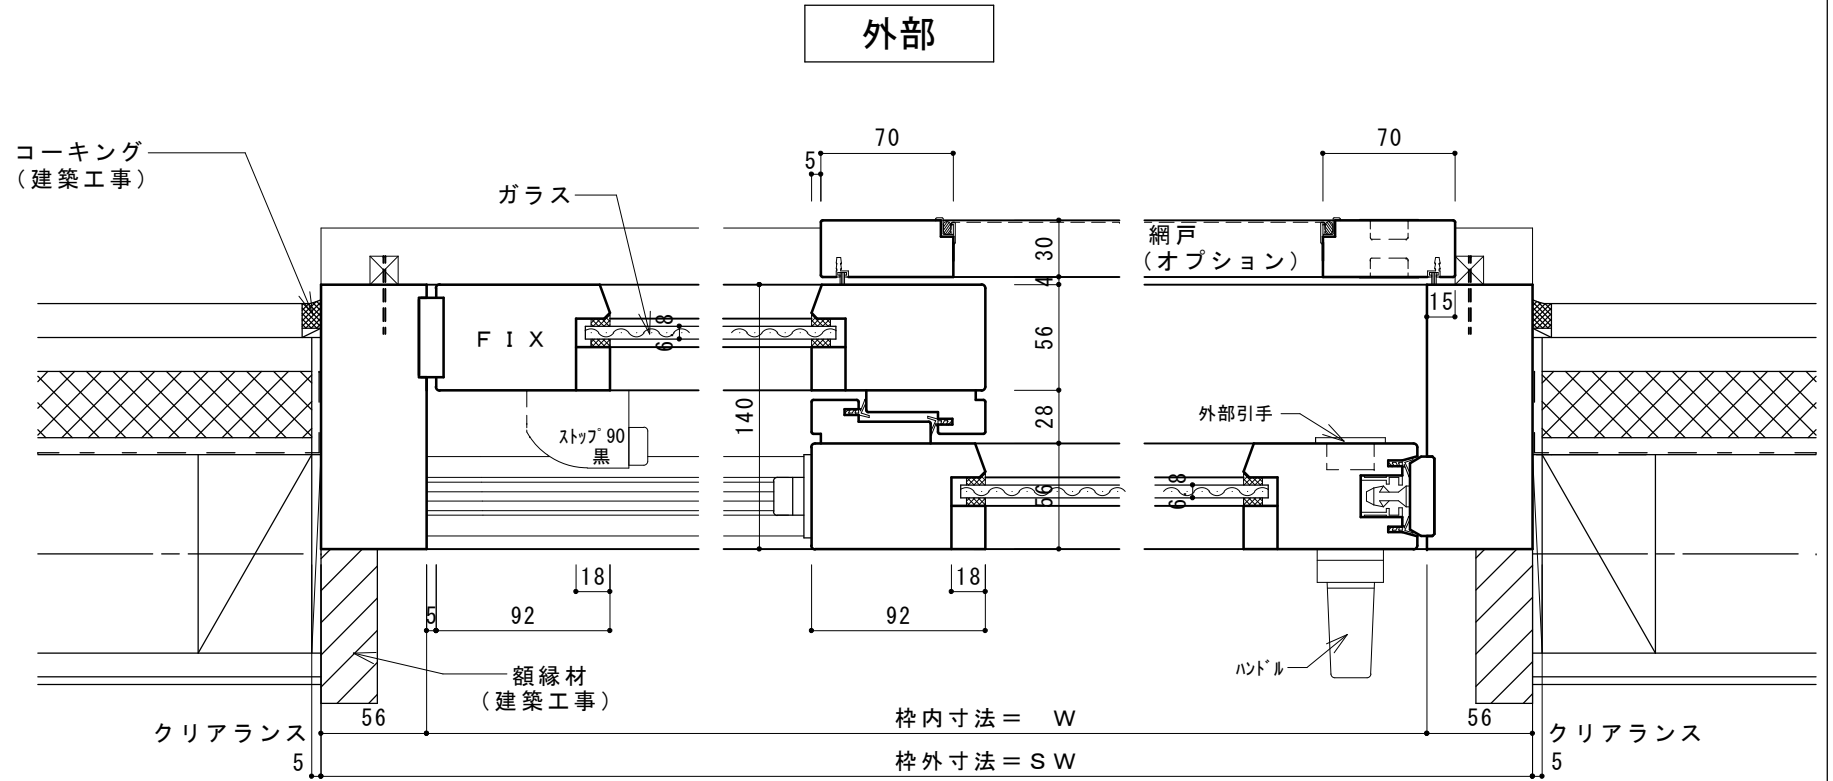 外部
コーキング
(建築工事)
ガラス
70
5
70
網戸
(オプション)
30
4
15
56
FIX
6.8
140
28
外部引手
ストップ90
黒
56
6.8
18
18
5
92
92
額縁材
(建築工事)
ハンドル
56
枠内寸法= W
56
クリアランス
クリアランス
5
枠外寸法=SW
5